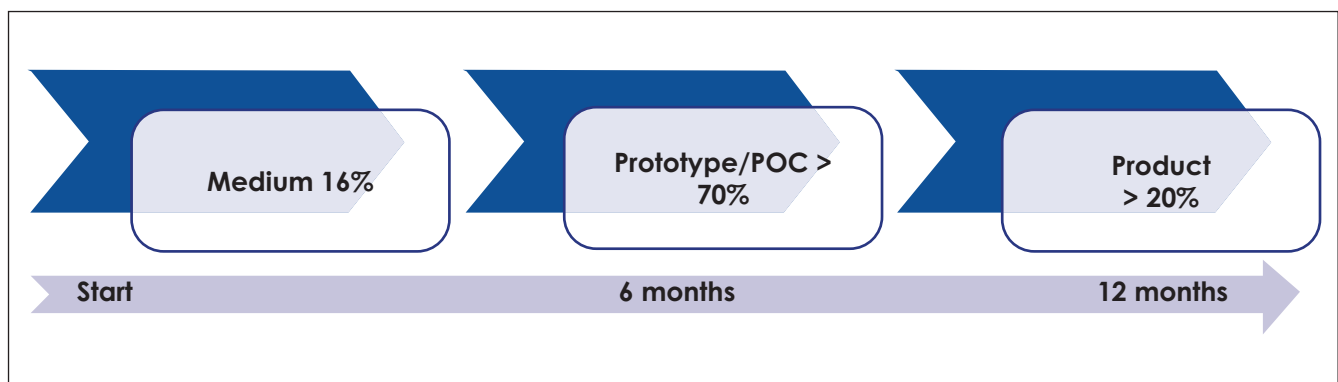 Medium 16%
Prototype/POC >
70%
Product
> 20%
Start
6 months
12 months